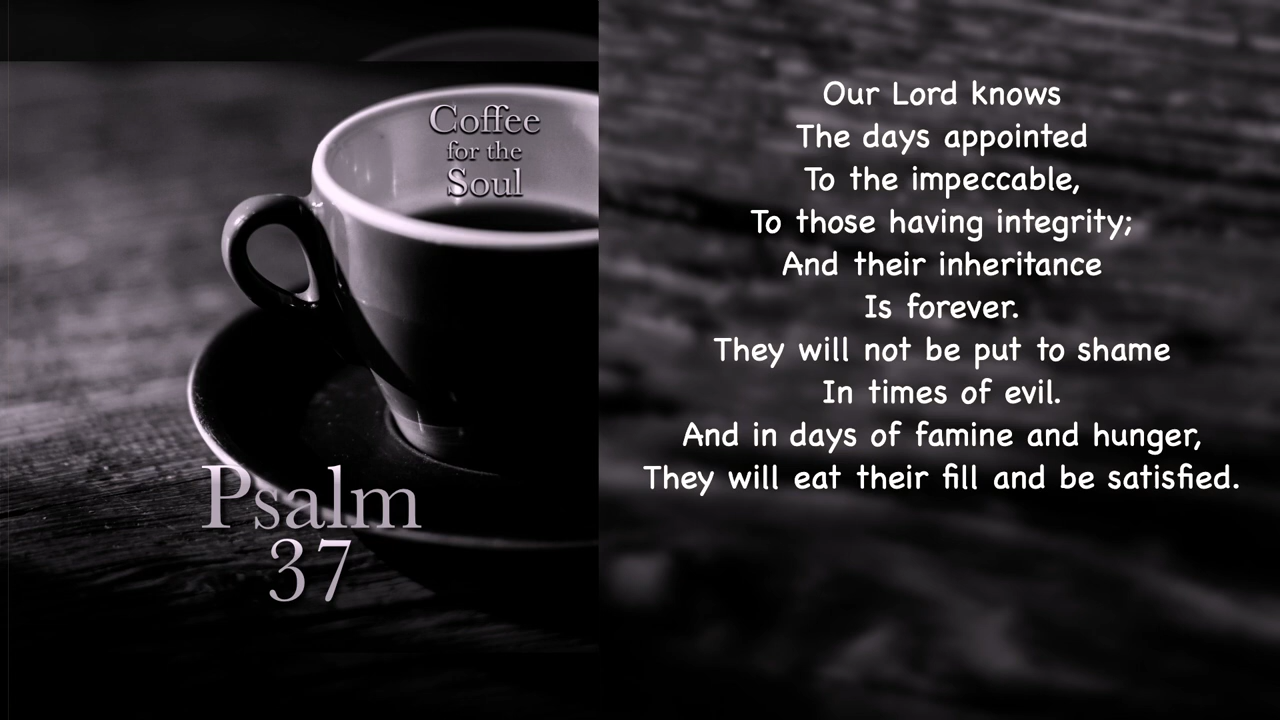 Coffee
for the
Soul
Psalm
37
Our Lord knows
The days appointed
To the impeccable,
To those having integrity;
And their inheritance
Is forever.
They will not be put to shame
In times of evil.
And in days of famine and hunger,
They will eat their fill and be satisfied.